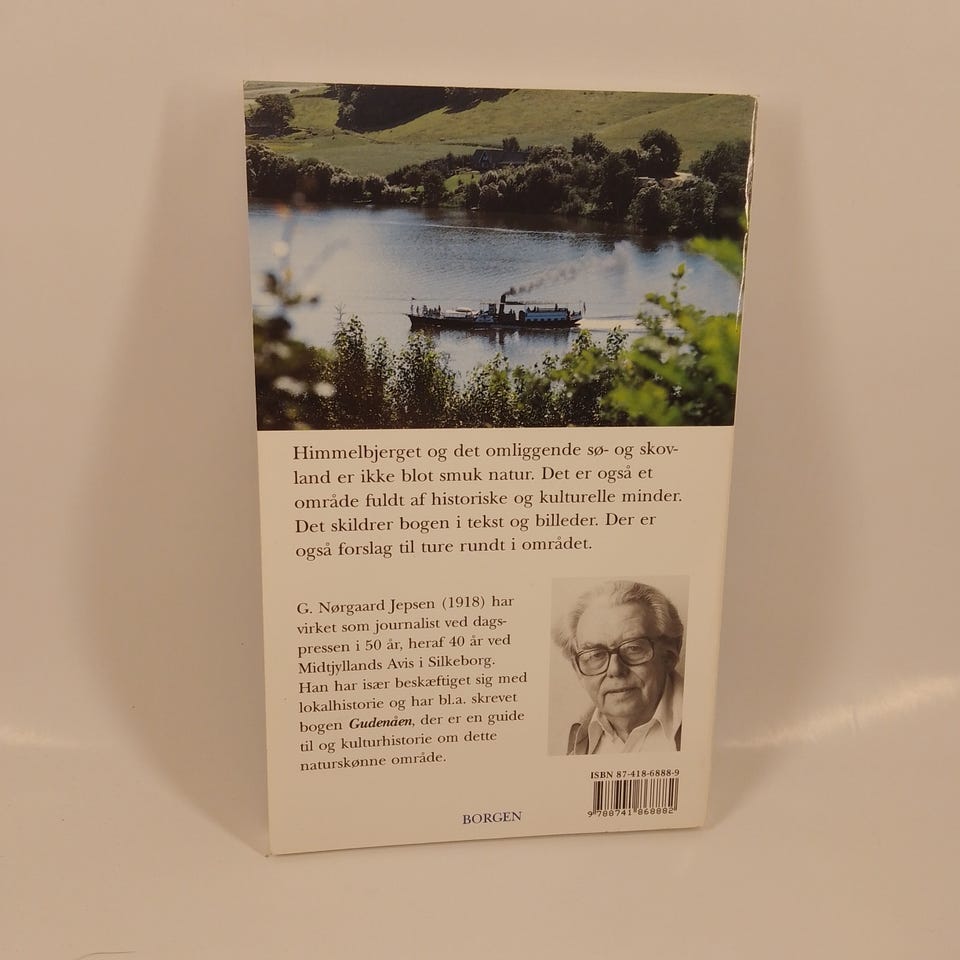 Himmelbjerget og det omliggende sø- og skov-
land er ikke blot smuk natur. Det er også et
område fuldt af historiske og kulturelle minder.
Det skildrer bogen i tekst og billeder. Der er
også forslag til ture rundt i området.
G. Nørgaard Jepsen (1918) har
virket som journalist ved dags-
pressen i 50 år, heraf 40 år ved
Midtjyllands Avis i Silkeborg.
Han har især beskæftiget sig med
lokalhistorie og har bl.a. skrevet
bogen Gudenåen, der er en guide
til og kulturhistorie om dette
naturskønne område.
ISBN 87-418-6888-9
9 788741 868882
BORGEN